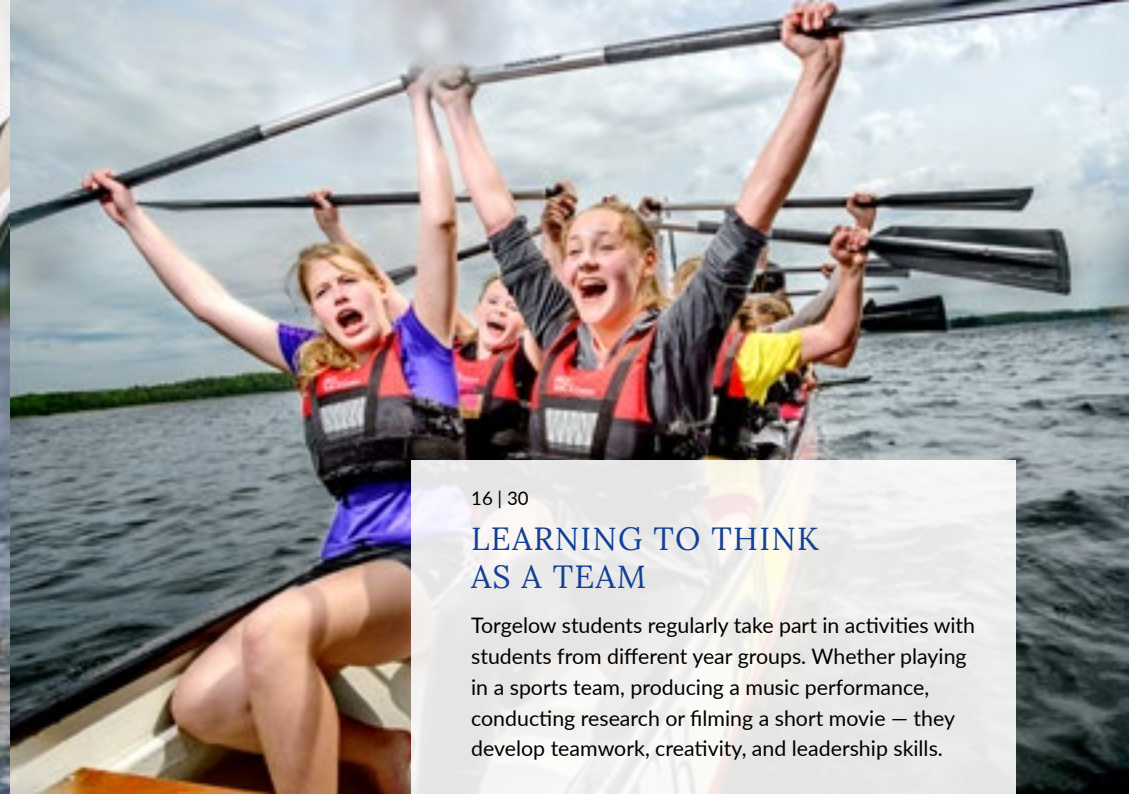 16 | 30
LEARNING TO THINK
AS A TEAM
Torgelow students regularly take part in activities with
students from different year groups. Whether playing
in a sports team, producing a music performance,
conducting research or filming a short movie — they
develop teamwork, creativity, and leadership skills.